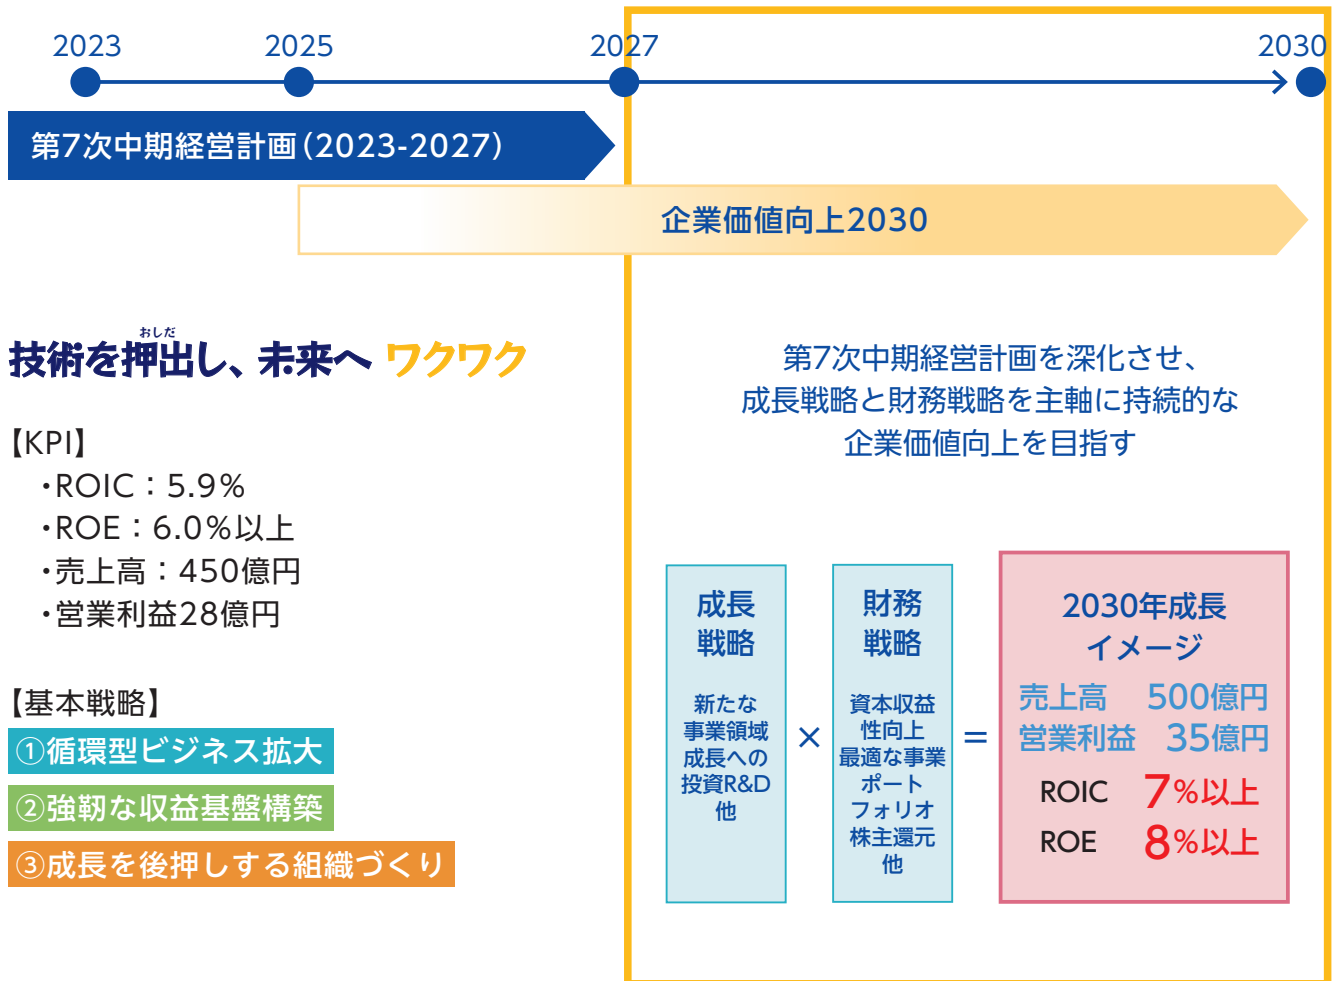 2023 2025 2027 2030
第7次中期経営計画（2023-2027）
企業価値向上2030
おしだ
技術を押出し、未来へ ワクワク
【KPI】
・ROIC：5.9%
・ROE：6.0%以上
・売上高：450億円
・営業利益28億円
【基本戦略】
①循環型ビジネス拡大
②強靭な収益基盤構築
③成長を後押しする組織づくり
第7次中期経営計画を深化させ、
成長戦略と財務戦略を主軸に持続的な
企業価値向上を目指す
成長
戦略
新たな
事業領域
成長への
投資R&D
他
×
財務
戦略
資本収益
性向上
最適な事業
ポート
フォリオ
株主還元
他
＝
2030年成長
イメージ
売上高 500億円
営業利益 35億円
ROIC 7%以上
ROE 8%以上